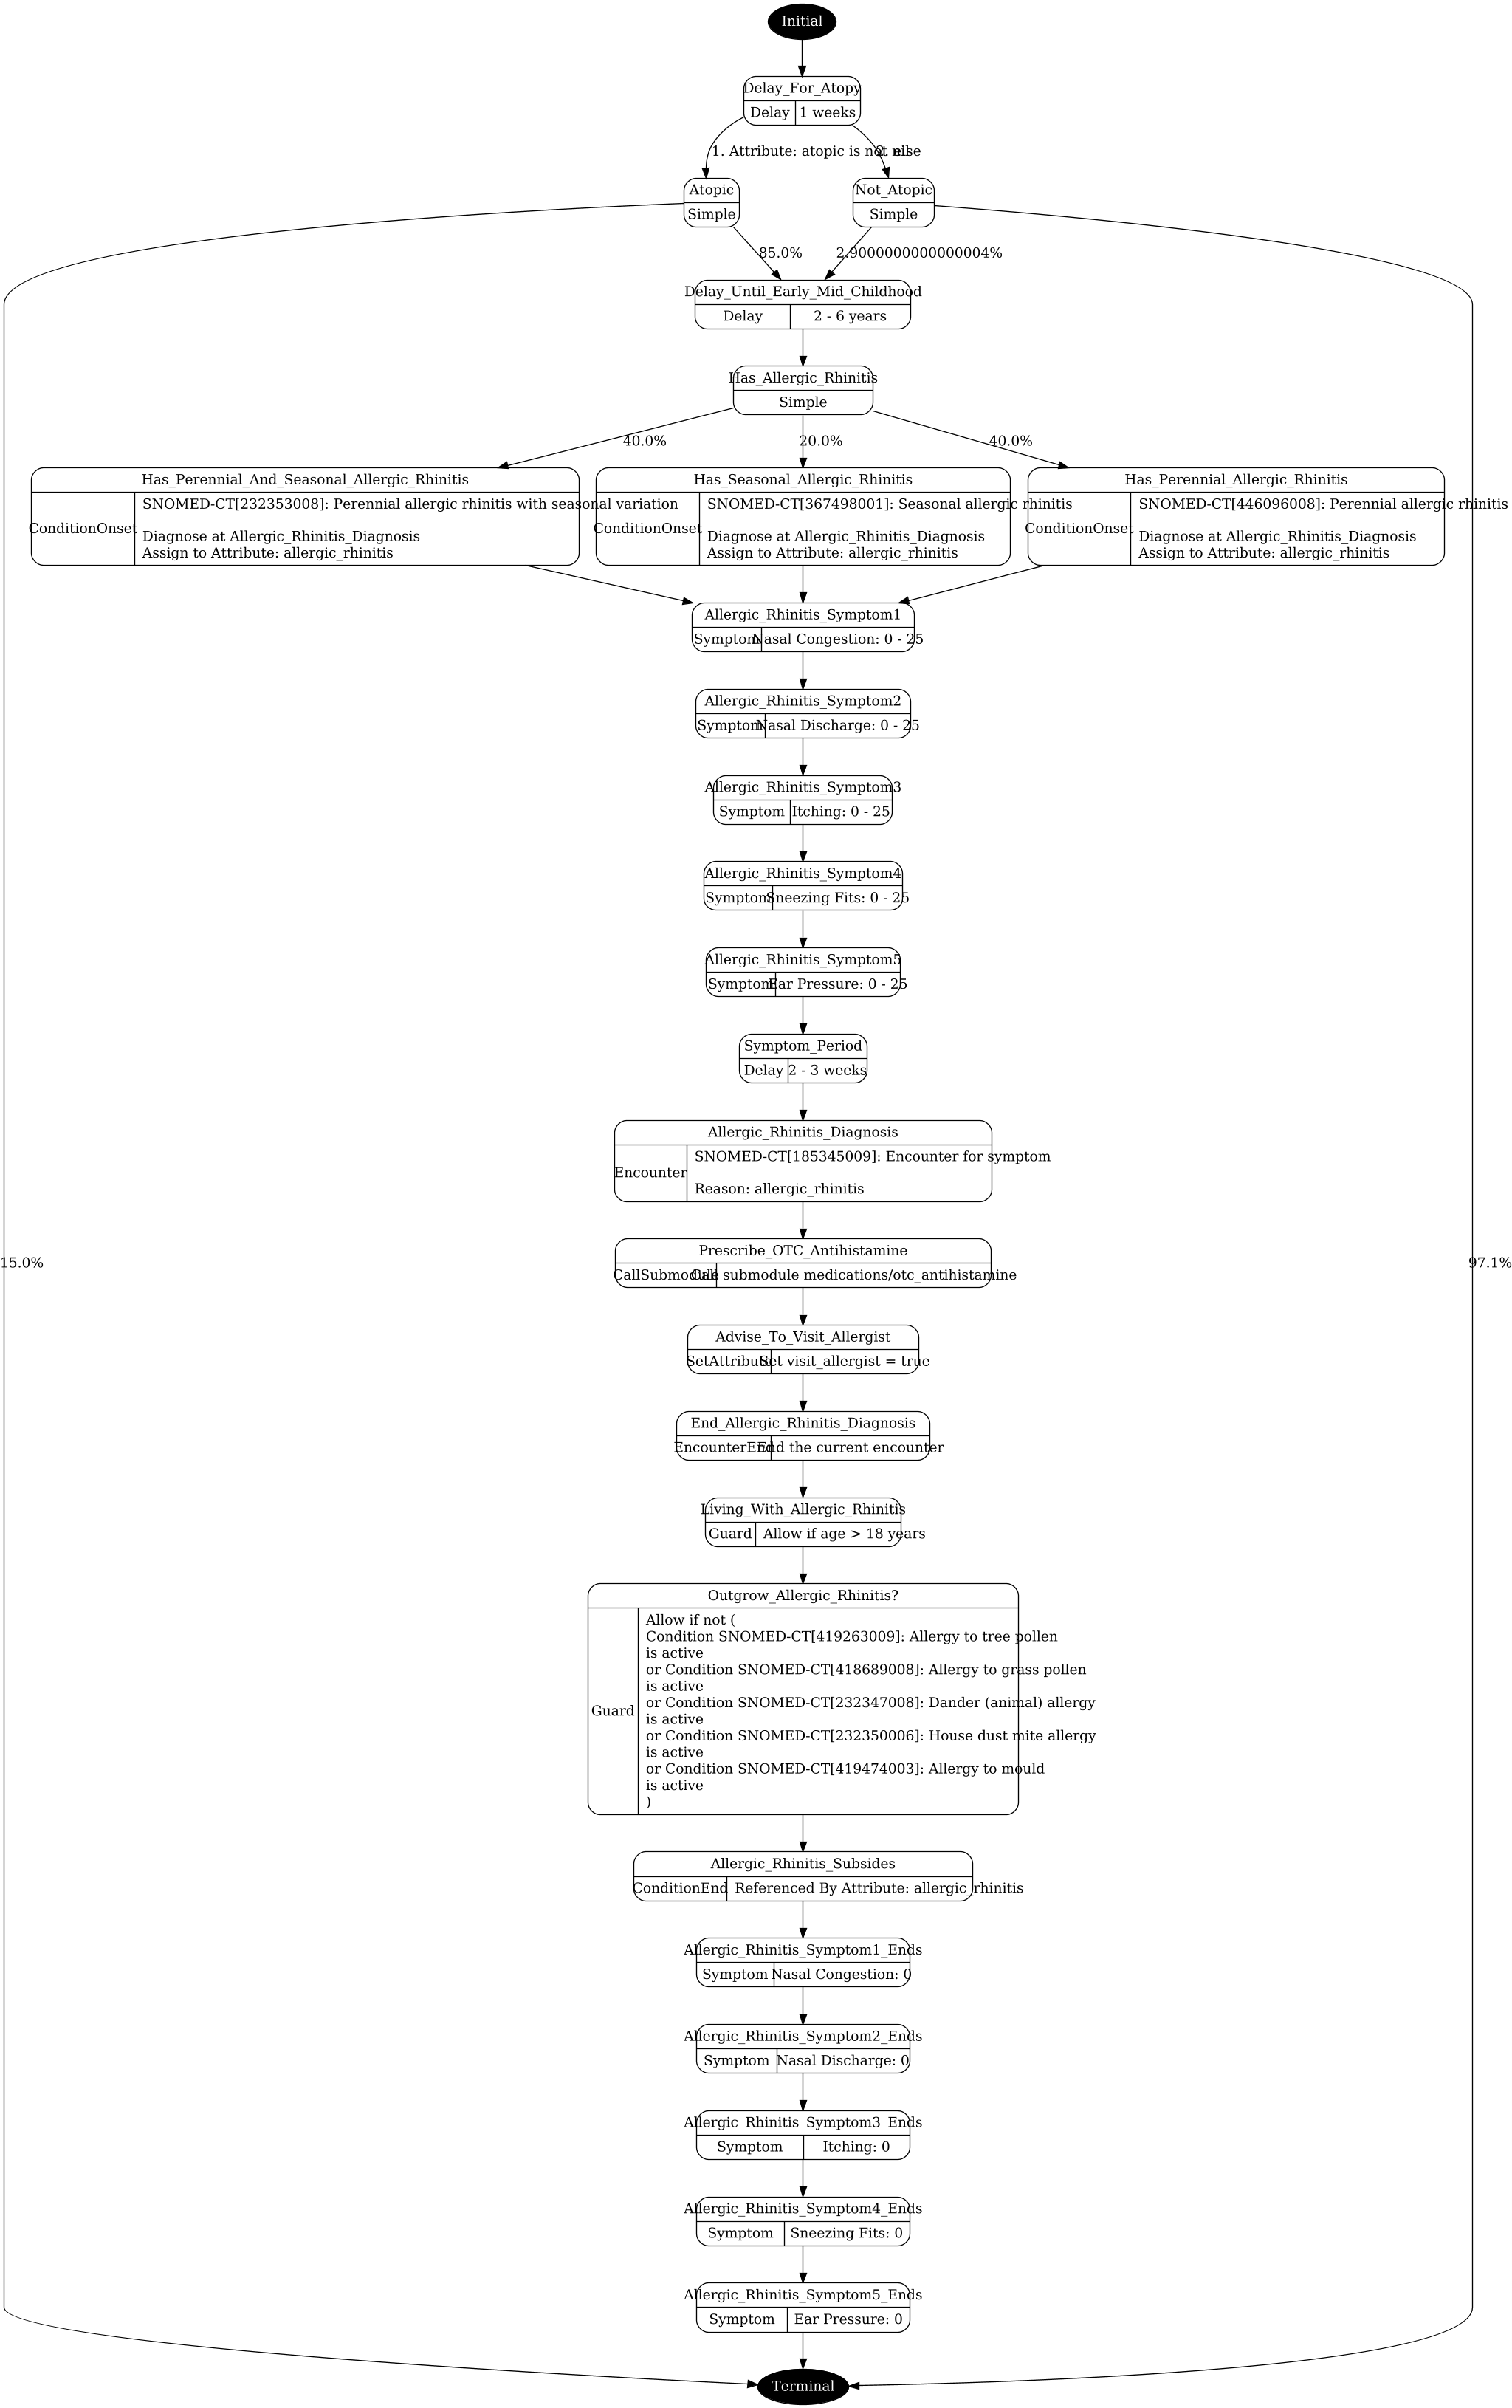 Initial
Delay_For_Atopy
Delay
1 weeks
1. Attribute: atopic is not nil
2. else
Atopic
Simple
Not_Atopic
Simple
85.0%
2.9000000000000004%
Delay_Until_Early_Mid_Childhood
Delay
2 - 6 years
Has_Allergic_Rhinitis
Simple
40.0%
20.0%
40.0%
Has_Perennial_And_Seasonal_Allergic_Rhinitis
ConditionOnset
SNOMED-CT[232353008]: Perennial allergic rhinitis with seasonal variation
Diagnose at Allergic_Rhinitis_Diagnosis
Assign to Attribute: allergic_rhinitis
Has_Seasonal_Allergic_Rhinitis
ConditionOnset
SNOMED-CT[367498001]: Seasonal allergic rhinitis
Diagnose at Allergic_Rhinitis_Diagnosis
Assign to Attribute: allergic_rhinitis
Has_Perennial_Allergic_Rhinitis
ConditionOnset
SNOMED-CT[446096008]: Perennial allergic rhinitis
Diagnose at Allergic_Rhinitis_Diagnosis
Assign to Attribute: allergic_rhinitis
Allergic_Rhinitis_Symptom1
Symptom
Nasal Congestion: 0 - 25
Allergic_Rhinitis_Symptom2
Symptom
Nasal Discharge: 0 - 25
Allergic_Rhinitis_Symptom3
Symptom
Itching: 0 - 25
Allergic_Rhinitis_Symptom4
Symptom
Sneezing Fits: 0 - 25
Allergic_Rhinitis_Symptom5
Symptom
Ear Pressure: 0 - 25
Symptom_Period
Delay
2 - 3 weeks
Allergic_Rhinitis_Diagnosis
Encounter
SNOMED-CT[185345009]: Encounter for symptom
Reason: allergic_rhinitis
Prescribe_OTC_Antihistamine
CallSubmodule
Call submodule medications/otc_antihistamine
15.0%
97.1%
Advise_To_Visit_Allergist
SetAttribute
Set visit_allergist = true
End_Allergic_Rhinitis_Diagnosis
EncounterEnd
End the current encounter
Living_With_Allergic_Rhinitis
Guard
Allow if age > 18 years
Outgrow_Allergic_Rhinitis?
Guard
Allow if not (
Condition SNOMED-CT[419263009]: Allergy to tree pollen
is active
or Condition SNOMED-CT[418689008]: Allergy to grass pollen
is active
or Condition SNOMED-CT[232347008]: Dander (animal) allergy
is active
or Condition SNOMED-CT[232350006]: House dust mite allergy
is active
or Condition SNOMED-CT[419474003]: Allergy to mould
is active
)
Allergic_Rhinitis_Subsides
ConditionEnd
Referenced By Attribute: allergic_rhinitis
Allergic_Rhinitis_Symptom1_Ends
Symptom
Nasal Congestion: 0
Allergic_Rhinitis_Symptom2_Ends
Symptom
Nasal Discharge: 0
Allergic_Rhinitis_Symptom3_Ends
Symptom
Itching: 0
Allergic_Rhinitis_Symptom4_Ends
Symptom
Sneezing Fits: 0
Allergic_Rhinitis_Symptom5_Ends
Symptom
Ear Pressure: 0
Terminal